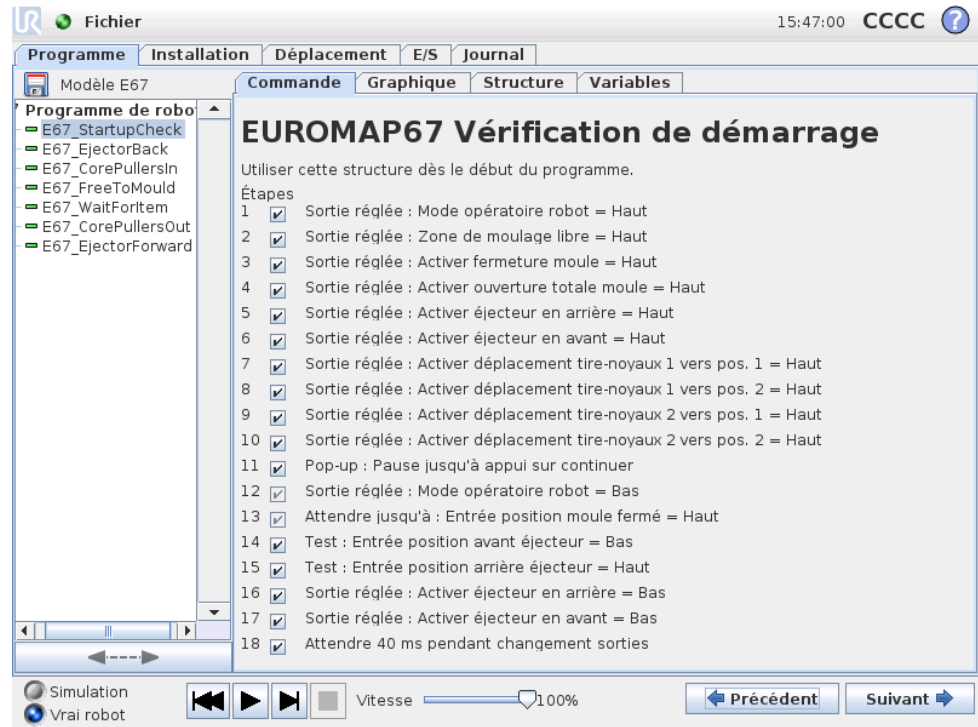 UR Fichier 15:47:00 CCCC ?
Programme Installation Déplacement E/S Journal
Modèle E67 Commande Graphique Structure Variables
Programme de robo
E67_StartupCheck
E67_EjectorBack
E67_CorePullersIn
E67_FreeToMould
E67_WaitForItem
E67_CorePullersOut
E67_EjectorForward
EUROMAP67 Vérification de démarrage
Utiliser cette structure dès le début du programme.
Étapes
1 Sortie réglée : Mode opératoire robot = Haut
2 Sortie réglée : Zone de moulage libre = Haut
3 Sortie réglée : Activer fermeture moule = Haut
4 Sortie réglée : Activer ouverture totale moule = Haut
5 Sortie réglée : Activer éjecteur en arrière = Haut
6 Sortie réglée : Activer éjecteur en avant = Haut
7 Sortie réglée : Activer déplacement tire-noyaux 1 vers pos. 1 = Haut
8 Sortie réglée : Activer déplacement tire-noyaux 1 vers pos. 2 = Haut
9 Sortie réglée : Activer déplacement tire-noyaux 2 vers pos. 1 = Haut
10 Sortie réglée : Activer déplacement tire-noyaux 2 vers pos. 2 = Haut
11 Pop-up : Pause jusqu'à appui sur continuer
12 Sortie réglée : Mode opératoire robot = Bas
13 Attendre jusqu'à : Entrée position moule fermé = Haut
14 Test : Entrée position avant éjecteur = Bas
15 Test : Entrée position arrière éjecteur = Haut
16 Sortie réglée : Activer éjecteur en arrière = Bas
17 Sortie réglée : Activer éjecteur en avant = Bas
18 Attendre 40 ms pendant changement sorties
Simulation
Vrai robot
Vitesse 100%
Précédent Suivant